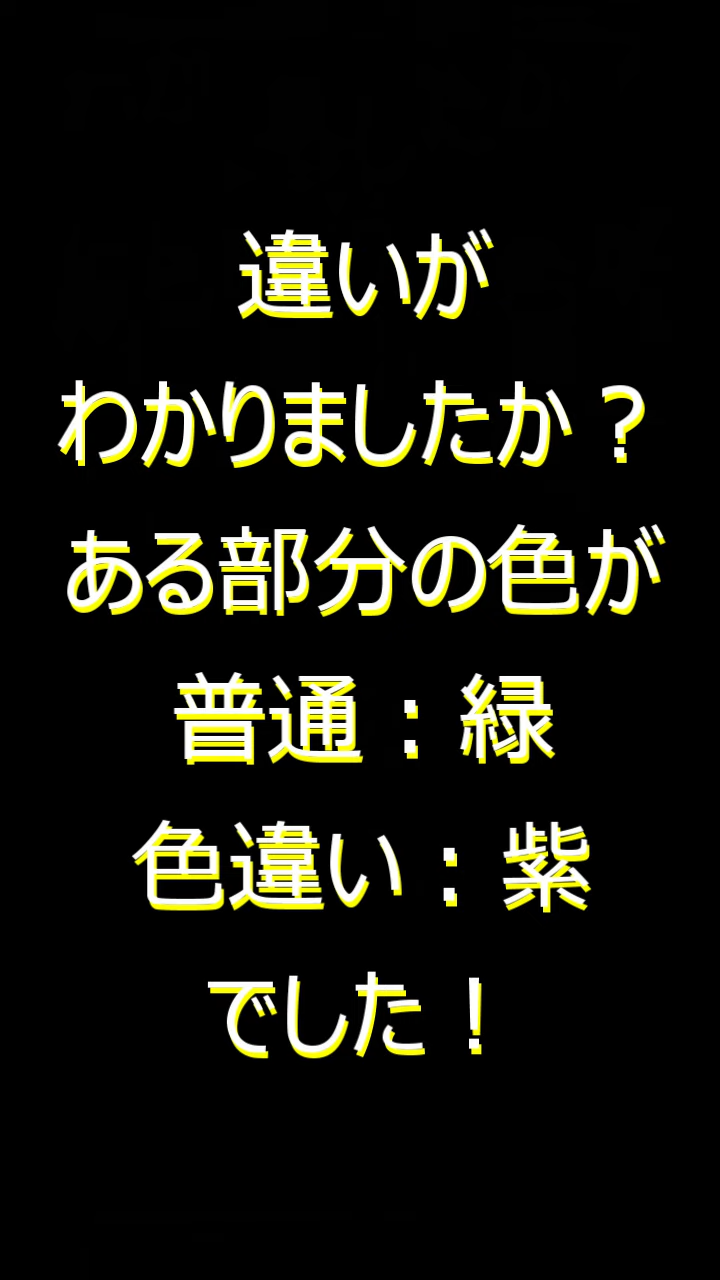 違いが
わかりましたか？
ある部分の色が
普通：緑
色違い：紫
でした！